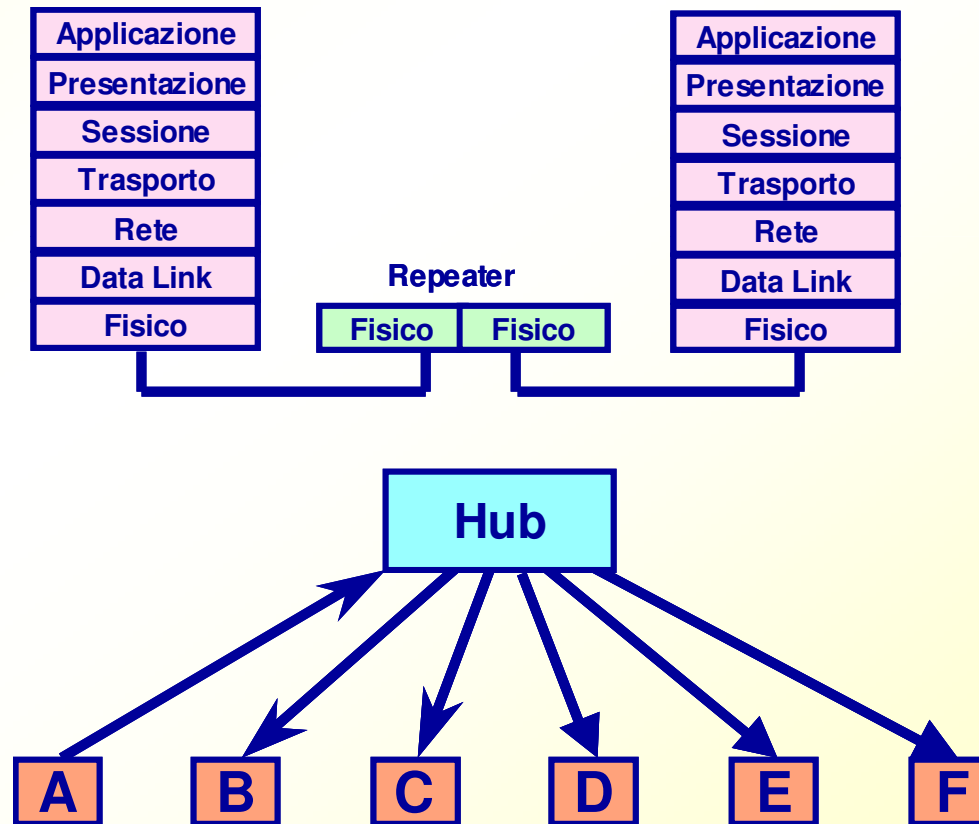 Applicazione
Presentazione
Sessione
Trasporto
Rete
Data Link
Fisico
Repeater
Fisico Fisico
Applicazione
Presentazione
Sessione
Trasporto
Rete
Data Link
Fisico
Hub
A B C D E F